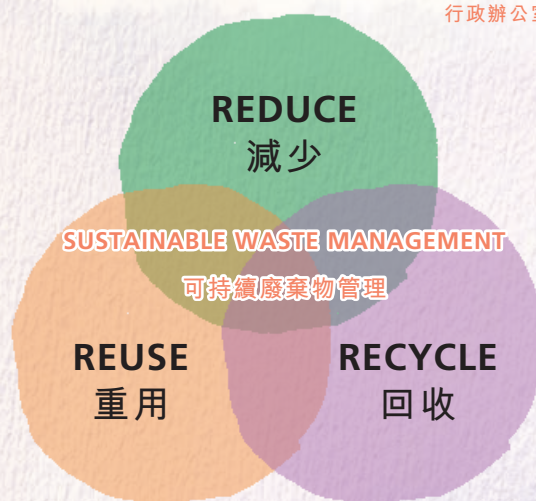 行政辦公室
REDUCE
減少
SUSTAINABLE WASTE MANAGEMENT
可持續廢棄物管理
REUSE
重用
RECYCLE
回收